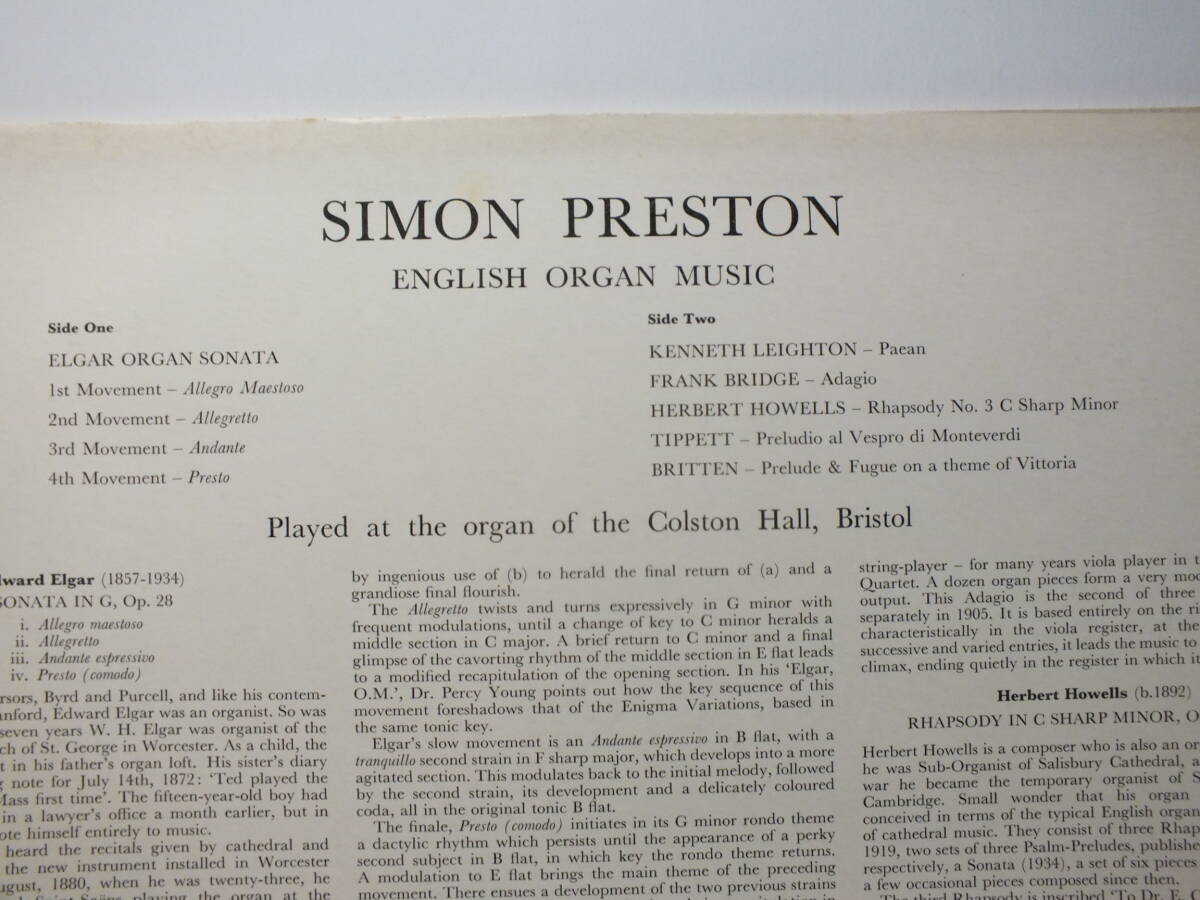 SIMON PRESTON
ENGLISH ORGAN MUSIC
Side One
ELGAR ORGAN SONATA
1st Movement – Allegro Maestoso
2nd Movement – Allegretto
3rd Movement – Andante
4th Movement – Presto
Side Two
KENNETH LEIGHTON – Paean
FRANK BRIDGE – Adagio
HERBERT HOWELLS – Rhapsody No. 3 C Sharp Minor
TIPPETT – Preludio al Vespro di Monteverdi
BRITTEN – Prelude & Fugue on a theme of Vittoria
Played at the organ of the Colston Hall, Bristol
Elgar (1857-1934)
SONATA IN G, Op. 28
i. Allegro maestoso
ii. Allegretto
iii. Andante espressivo
iv. Presto (comodo)
Byrd and Purcell, and like his contem-
Edward Elgar was an organist. So was
seven years W. H. Elgar was organist of the
of St. George in Worcester. As a child, the
in his father's organ loft. His sister's diary
note for July 14th, 1872: 'Ted played the
Mass first time'. The fifteen-year-old boy had
in a lawyer's office a month earlier, but in
himself entirely to music.
heard the recitals given by cathedral and
the new instrument installed in Worcester
1880, when he was twenty-three, he
Saint-Saëns playing the organ at the
by ingenious use of (b) to herald the final return of (a) and a
grandiose final flourish.
The Allegretto twists and turns expressively in G minor with
frequent modulations, until a change of key to C minor heralds a
middle section in C major. A brief return to C minor and a final
glimpse of the cavorting rhythm of the middle section in E flat leads
to a modified recapitulation of the opening section. In his 'Elgar,
O.M.', Dr. Percy Young points out how the key sequence of this
movement foreshadows that of the Enigma Variations, based in
the same tonic key.
Elgar's slow movement is an Andante espressivo in B flat, with a
tranquillo second strain in F sharp major, which develops into a more
agitated section. This modulates back to the initial melody, followed
by the second strain, its development and a delicately coloured
coda, all in the original tonic B flat.
The finale, Presto (comodo) initiates in its G minor rondo theme
a dactylic rhythm which persists until the appearance of a perky
second subject in B flat, in which key the rondo theme returns.
A modulation to E flat brings the main theme of the preceding
movement. There ensues a development of the two previous strains
string-player – for many years viola player in
Quartet. A dozen organ pieces form a very
output. This Adagio is the second of three
separately in 1905. It is based entirely on the
characteristically in the viola register, at the
successive and varied entries, it leads the music to
climax, ending quietly in the register in which it
Herbert Howells (b.1892)
RHAPSODY IN C SHARP MINOR,
Herbert Howells is a composer who is also an
he was Sub-Organist of Salisbury Cathedral,
war he became the temporary organist of
Cambridge. Small wonder that his organ
conceived in terms of the typical English organ
of cathedral music. They consist of three
1919, two sets of three Psalm-Preludes,
respectively, a Sonata (1934), a set of six pieces
a few occasional pieces composed since then.
The third Rhapsody is inscribed 'To Dr. E.